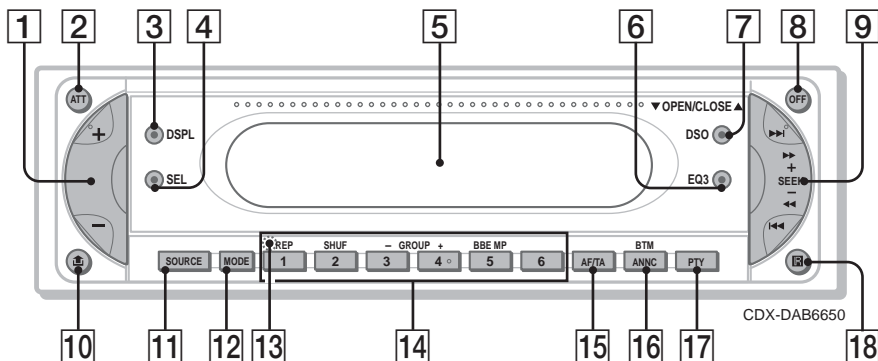 1 2 3 4 5 6 7 8 9
ATT OFF
▼OPEN/CLOSE▲
+ DSPL DSO
SEL EQ3 + SEEK −
−
REP SHUF − GROUP + BBE MP BTM
SOURCE MODE 1 2 3 4 5 6 AF/TA ANNC PTY
CDX-DAB6650
10 11 12 13 14 15 16 17 18